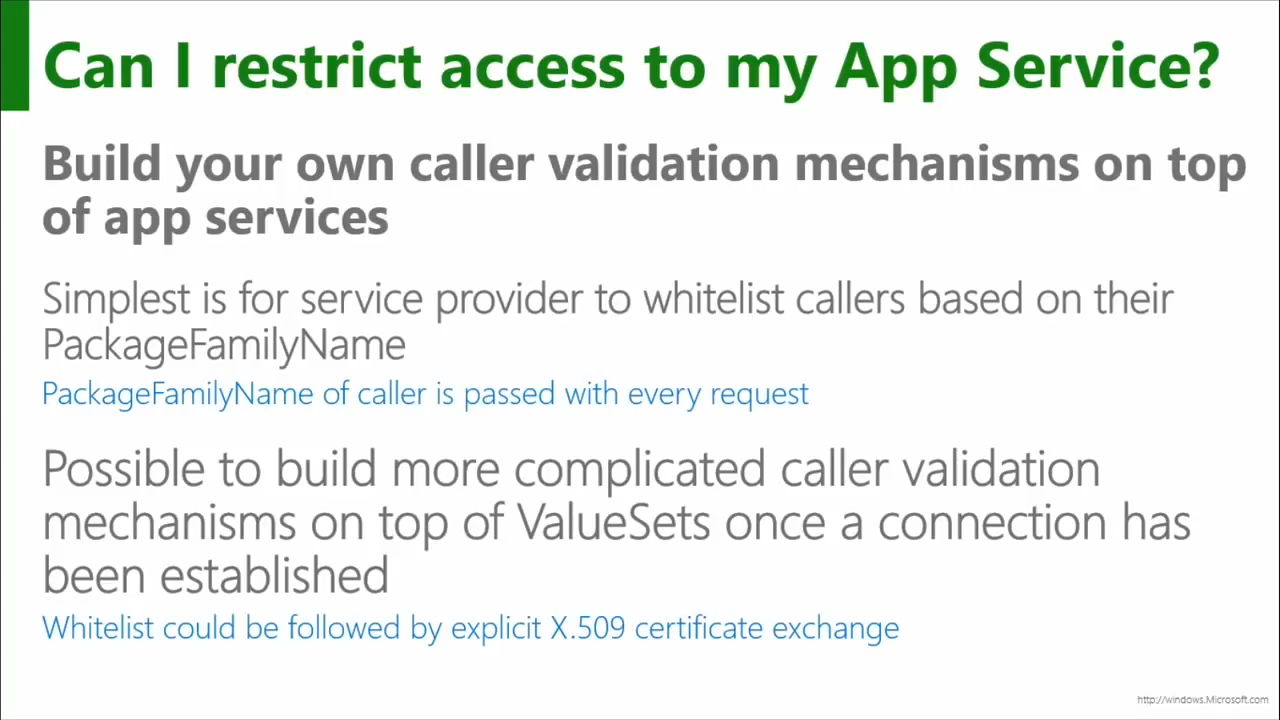 Can I restrict access to my App Service?
Build your own caller validation mechanisms on top
of app services
Simplest is for service provider to whitelist callers based on their
PackageFamilyName
PackageFamilyName of caller is passed with every request
Possible to build more complicated caller validation
mechanisms on top of ValueSets once a connection has
been established
Whitelist could be followed by explicit X.509 certificate exchange
http://windows.Microsoft.com